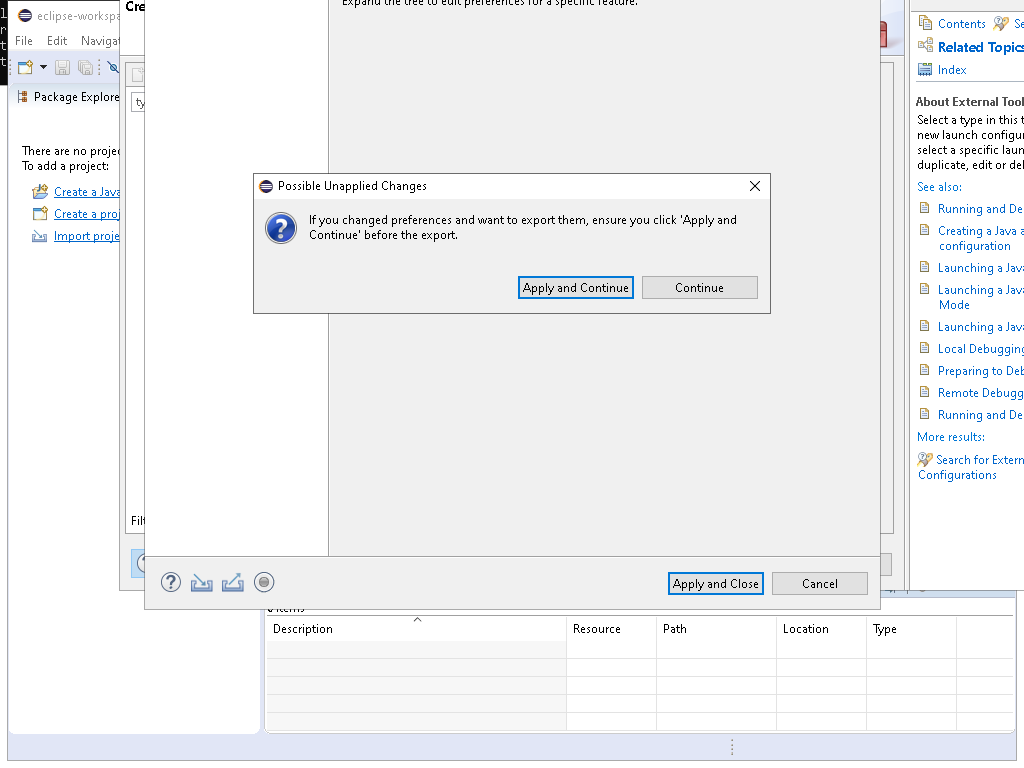 eclipse-workspa
Cre
Expand the tree to edit preferences for a specific feature.
File Edit Navigat
Package Explore
ty
There are no proje
To add a project:
Create a Java
Create a proj
Import proje
Possible Unapplied Changes
If you changed preferences and want to export them, ensure you click 'Apply and
Continue' before the export.
Apply and Continue
Continue
Filt
Apply and Close
Cancel
Contents
Se
Related Topics
Index
About External Tool
Select a type in this t
new launch configur
select a specific laun
duplicate, edit or del
See also:
Running and De
Creating a Java a
configuration
Launching a Java
Launching a Java
Mode
Launching a Java
Local Debugging
Preparing to Deb
Remote Debugg
Running and De
More results:
Search for Extern
Configurations
0 items
Description
Resource
Path
Location
Type